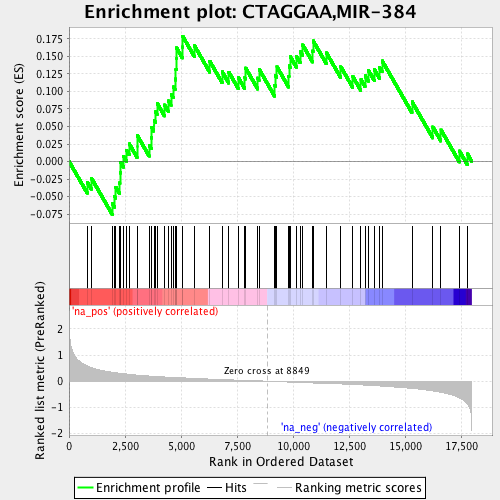 Enrichment plot: CTAGGAA,MIR-384
Enrichment score (ES)
0.175
0.150
0.125
0.100
0.075
0.050
0.025
0.000
-0.025
-0.050
-0.075
'na_pos' (positively correlated)
Ranked list metric (PreRanked)
2
1
0
-1
-2
Zero cross at 8849
'na_neg' (negatively correlated)
0
2,500
5,000
7,500
10,000
12,500
15,000
17,500
Rank in Ordered Dataset
Enrichment profile
Hits
Ranking metric scores